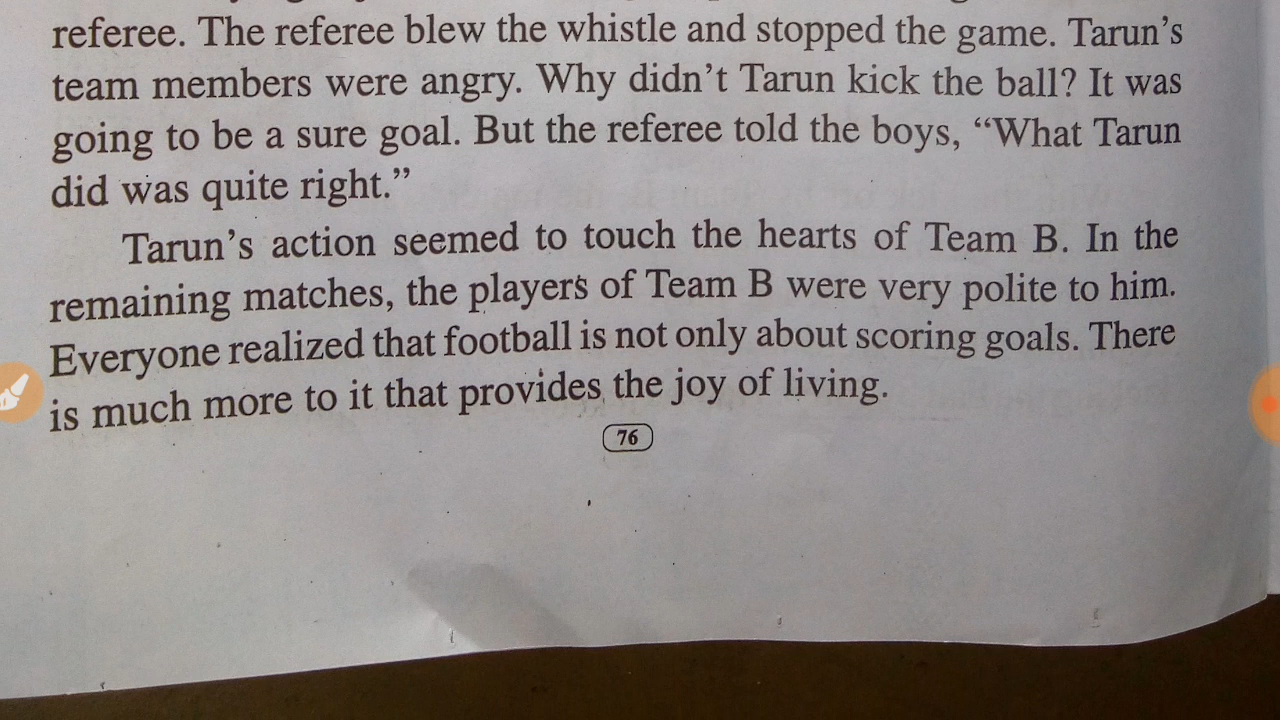 referee. The referee blew the whistle and stopped the game. Tarun's
team members were angry. Why didn't Tarun kick the ball? It was
going to be a sure goal. But the referee told the boys, “What Tarun
did was quite right.”
Tarun's action seemed to touch the hearts of Team B. In the
remaining matches, the players of Team B were very polite to him.
Everyone realized that football is not only about scoring goals. There
is much more to it that provides the joy of living.
76